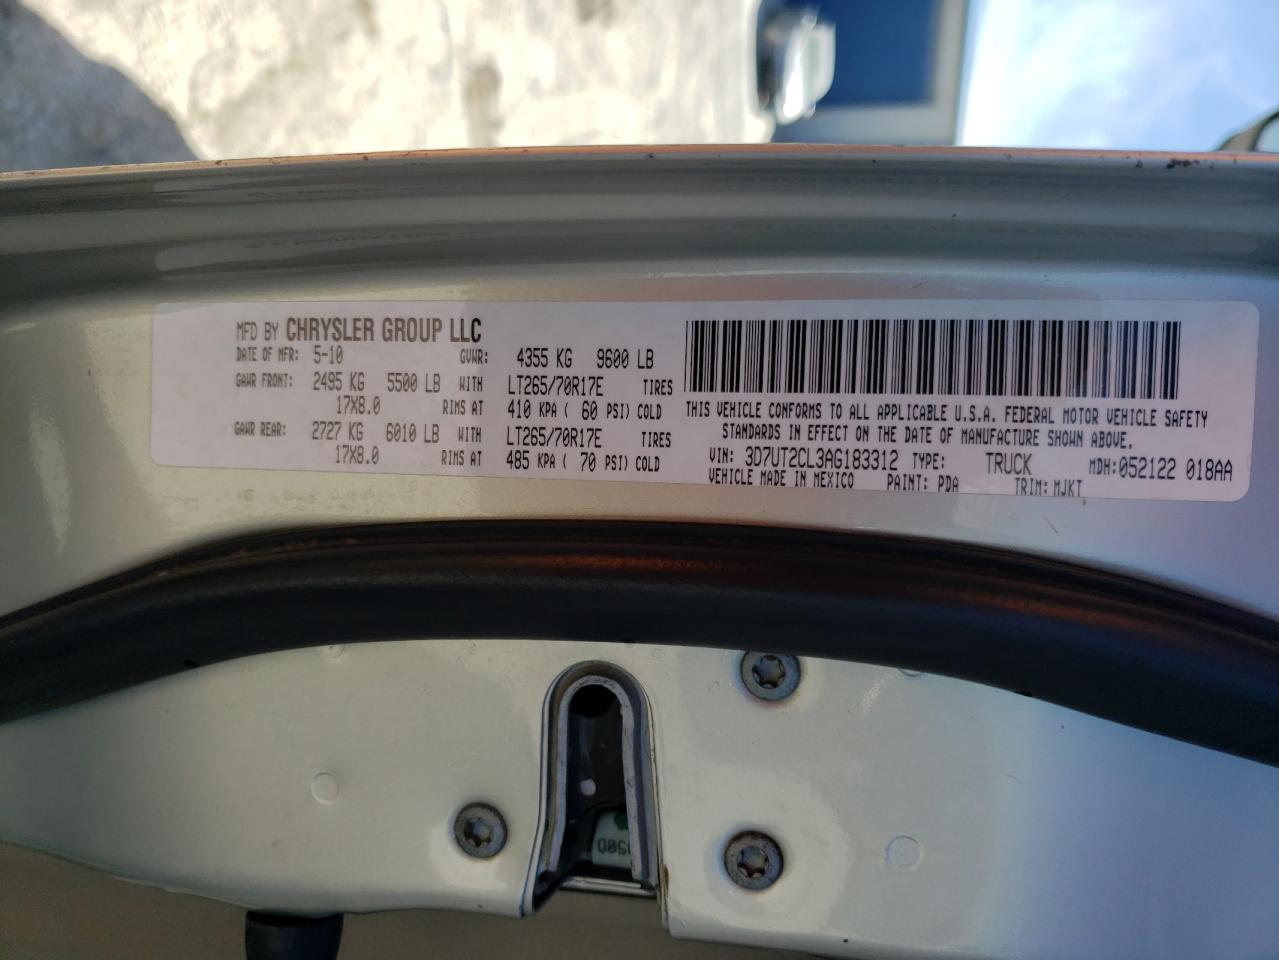 MFD BY CHRYSLER GROUP LLC
DATE OF MFR: 5-10 GVWR: 4355 KG 9600 LB
GAWR FRONT: 2495 KG 5500 LB WITH LT265/70R17E TIRES
17X8.0 RIMS AT 410 KPA ( 60 PSI) COLD
GAWR REAR: 2727 KG 6010 LB WITH LT265/70R17E TIRES
17X8.0 RIMS AT 485 KPA ( 70 PSI) COLD
THIS VEHICLE CONFORMS TO ALL APPLICABLE U.S.A. FEDERAL MOTOR VEHICLE SAFETY
STANDARDS IN EFFECT ON THE DATE OF MANUFACTURE SHOWN ABOVE.
VIN: 3D7UT2CL3AG183312 TYPE: TRUCK MDH: 052122 018AA
VEHICLE MADE IN MEXICO PAINT: PDA TRIM: MJKT